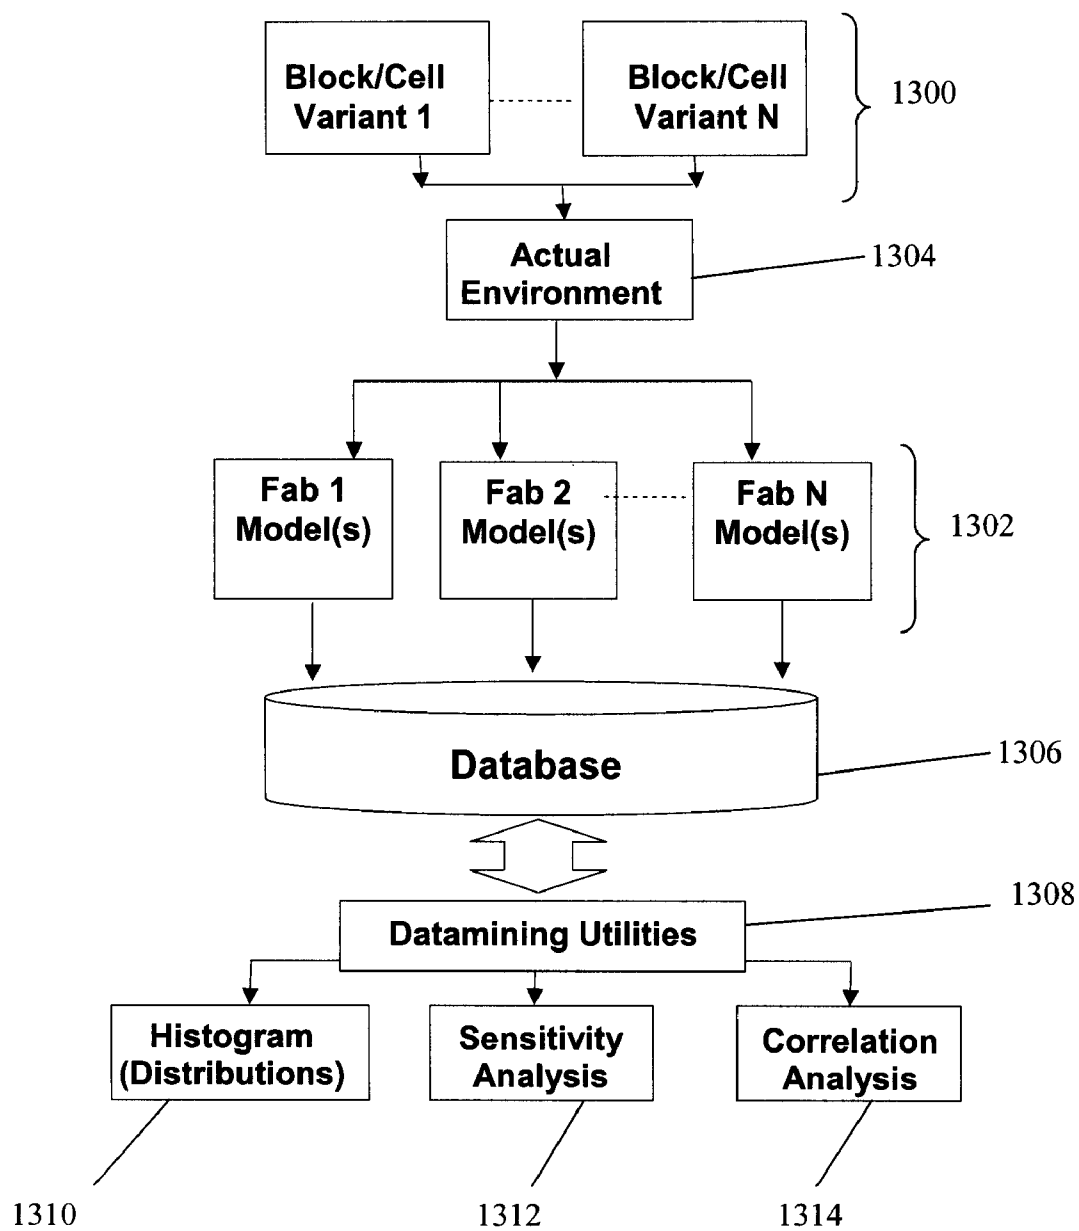 Block/Cell
Variant 1
Block/Cell
Variant N
1300
Actual
Environment
1304
Fab 1
Model(s)
Fab 2
Model(s)
Fab N
Model(s)
1302
Database
1306
Datamining Utilities
1308
Histogram
(Distributions)
Sensitivity
Analysis
Correlation
Analysis
1310
1312
1314